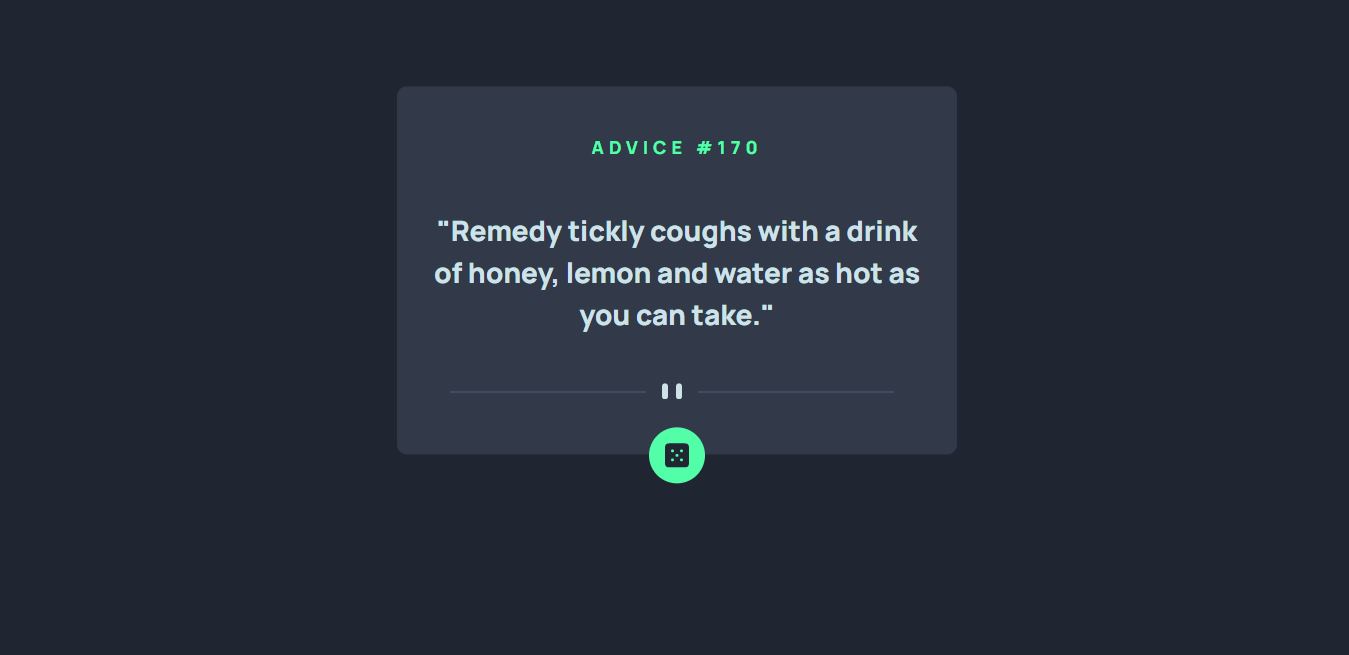 ADVICE #170
"Remedy tickly coughs with a drink
of honey, lemon and water as hot as
you can take."